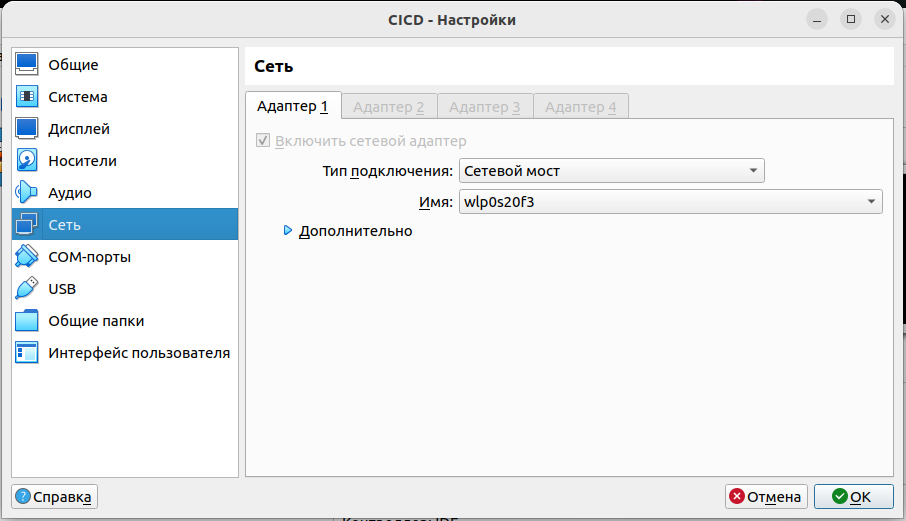 CICD - Настройки
Общие
Система
Дисплей
Носители
Аудио
Сеть
COM-порты
USB
Общие папки
Интерфейс пользователя
Сеть
Адаптер 1 Адаптер 2 Адаптер 3 Адаптер 4
Включить сетевой адаптер
Тип подключения: Сетевой мост
Имя: wlp0s20f3
Дополнительно
Справка Отмена OK